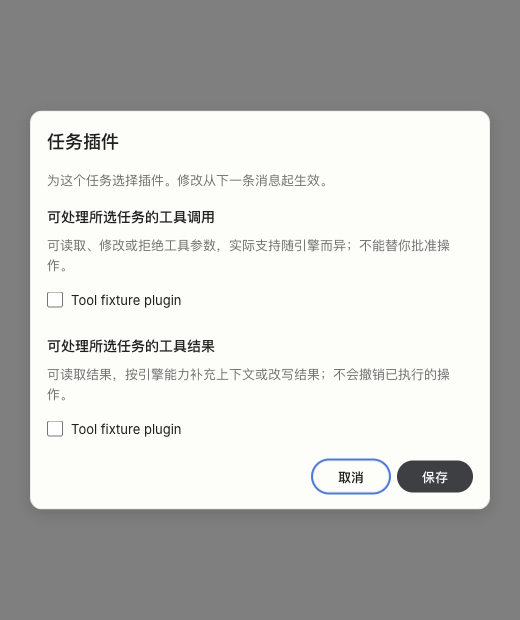 任务插件
为这个任务选择插件。修改从下一条消息起生效。
可处理所选任务的工具调用
可读取、修改或拒绝工具参数，实际支持随引擎而异；不能替你批准操
作。
Tool fixture plugin
可处理所选任务的工具结果
可读取结果，按引擎能力补充上下文或改写结果；不会撤销已执行的操
作。
Tool fixture plugin
取消
保存